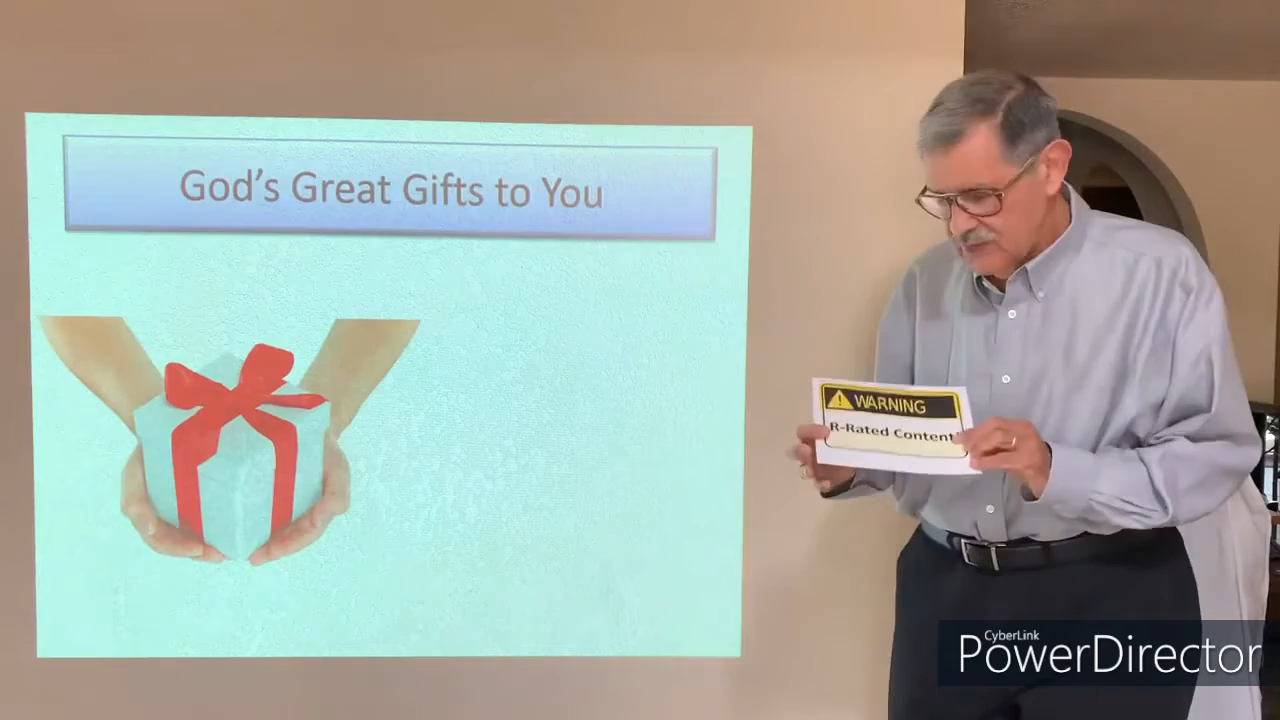 God's Great Gifts to You
WARNING
R-Rated Content
CyberLink
PowerDirector